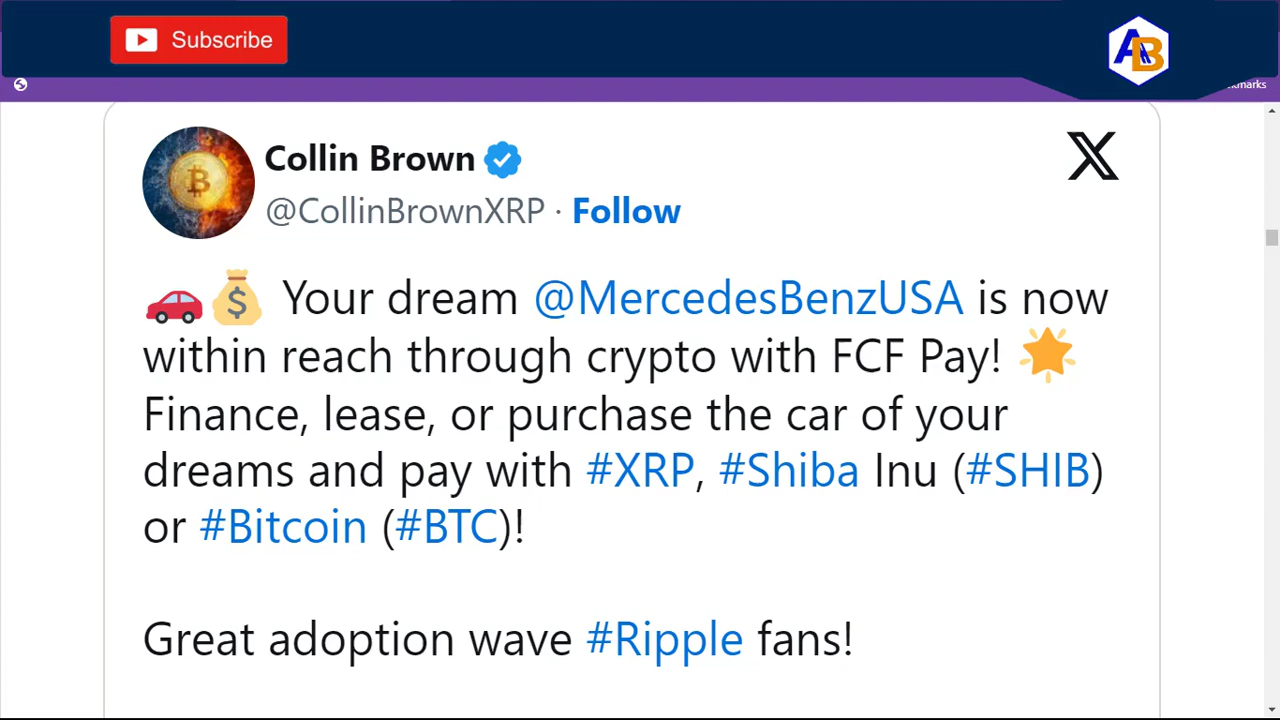 Subscribe
AB
kmarks
Collin Brown
@CollinBrownXRP · Follow
🚗💰 Your dream @MercedesBenzUSA is now
within reach through crypto with FCF Pay! 🌟
Finance, lease, or purchase the car of your
dreams and pay with #XRP, #Shiba Inu (#SHIB)
or #Bitcoin (#BTC)!
Great adoption wave #Ripple fans!